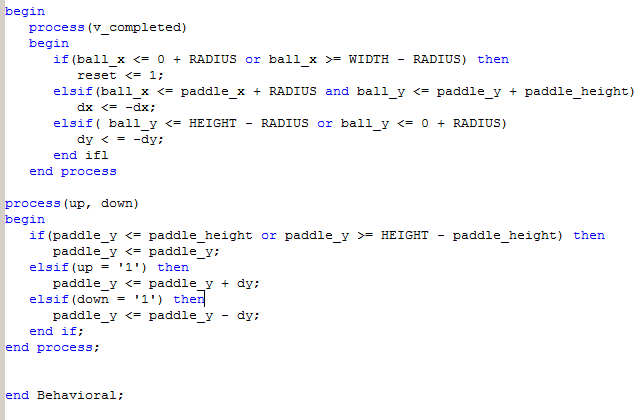 begin
   process(v_completed)
   begin
      if(ball_x <= 0 + RADIUS or ball_x >= WIDTH - RADIUS) then
         reset <= 1;
      elsif(ball_x <= paddle_x + RADIUS and ball_y <= paddle_y + paddle_height)
         dx <= -dx;
      elsif( ball_y <= HEIGHT - RADIUS or ball_y <= 0 + RADIUS)
         dy < = -dy;
      end ifl
   end process

process(up, down)
begin
   if(paddle_y <= paddle_height or paddle_y >= HEIGHT - paddle_height) then
      paddle_y <= paddle_y;
   elsif(up = '1') then
      paddle_y <= paddle_y + dy;
   elsif(down = '1') then
      paddle_y <= paddle_y - dy;
   end if;
end process;


end Behavioral;